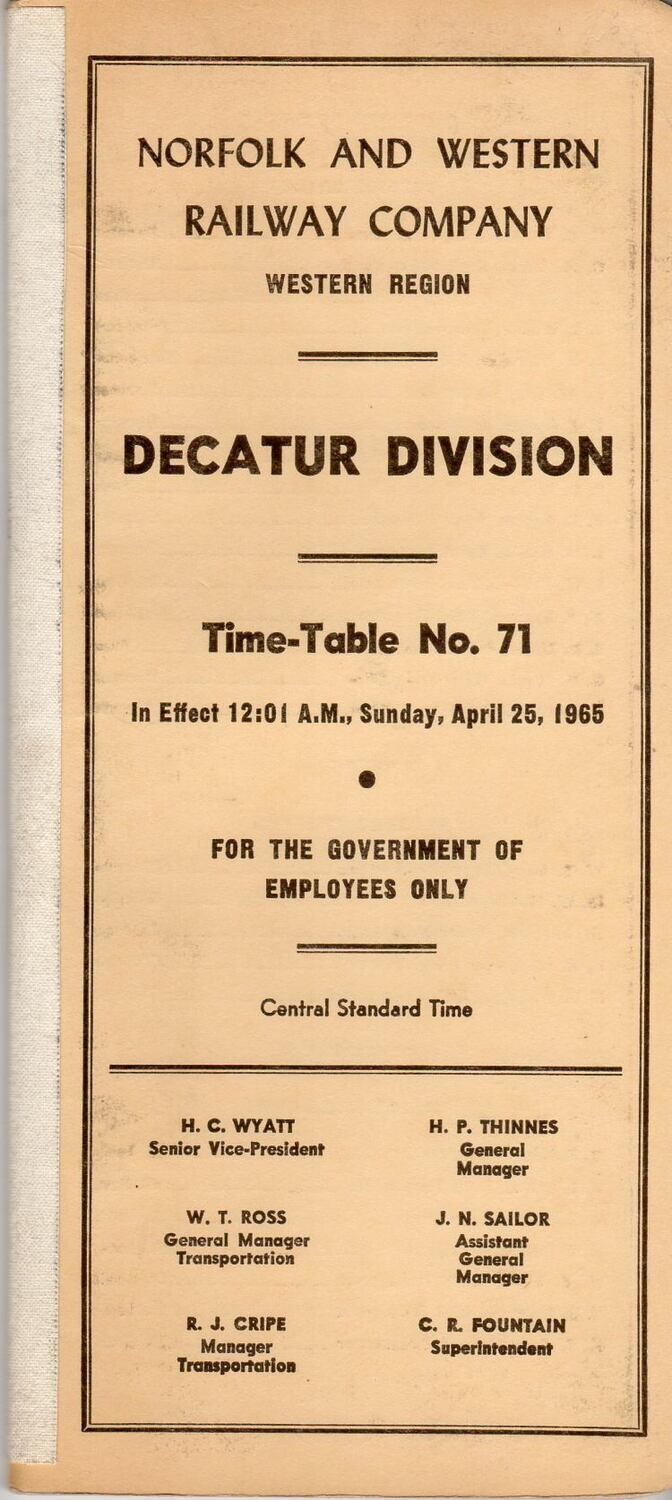 NORFOLK AND WESTERN
RAILWAY COMPANY
WESTERN REGION
DECATUR DIVISION
Time-Table No. 71
In Effect 12:01 A.M., Sunday, April 25, 1965
FOR THE GOVERNMENT OF
EMPLOYEES ONLY
Central Standard Time
H. C. WYATT
Senior Vice-President
H. P. THINNES
General
Manager
W. T. ROSS
General Manager
Transportation
J. N. SAILOR
Assistant
General
Manager
R. J. CRIPE
Manager
Transportation
C. R. FOUNTAIN
Superintendent